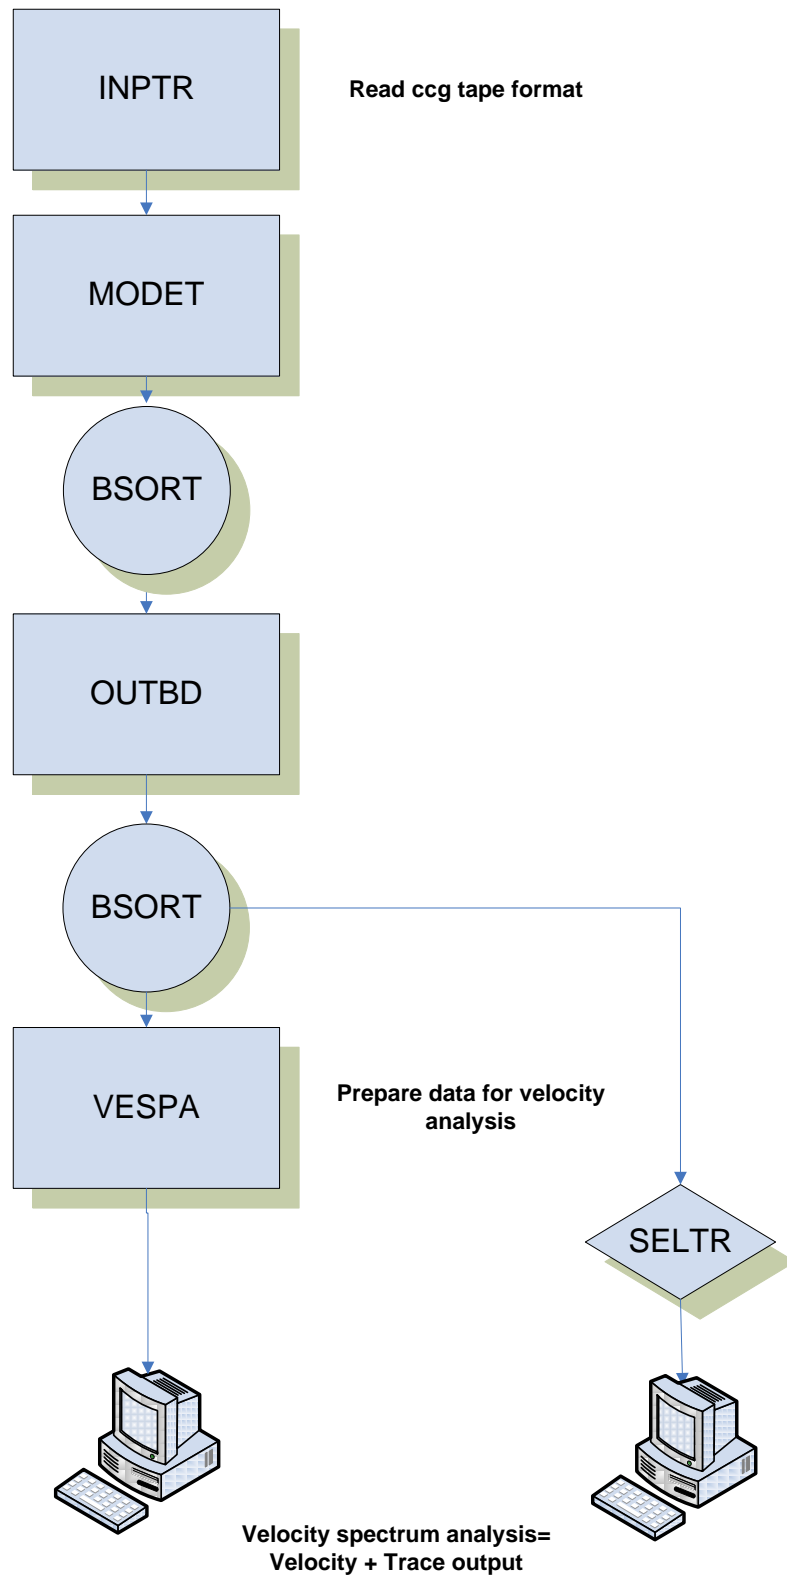 INPTR
Read ccg tape format
MODET
BSORT
OUTBD
BSORT
VESPA
Prepare data for velocity
analysis
SELTR
Velocity spectrum analysis=
Velocity + Trace output